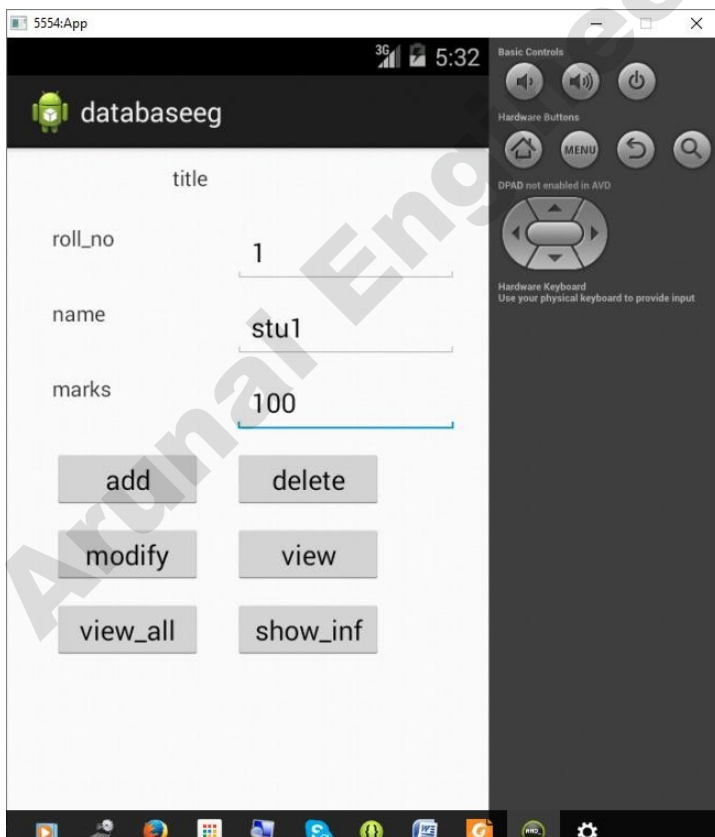 5554:App
3G 5:32
databaseeg
title
roll_no
1
name
stu1
marks
100
add
delete
modify
view
view_all
show_inf
Basic Controls
Hardware Buttons
MENU
DPAD not enabled in AVD
Hardware Keyboard
Use your physical keyboard to provide input
Arunai Enginee